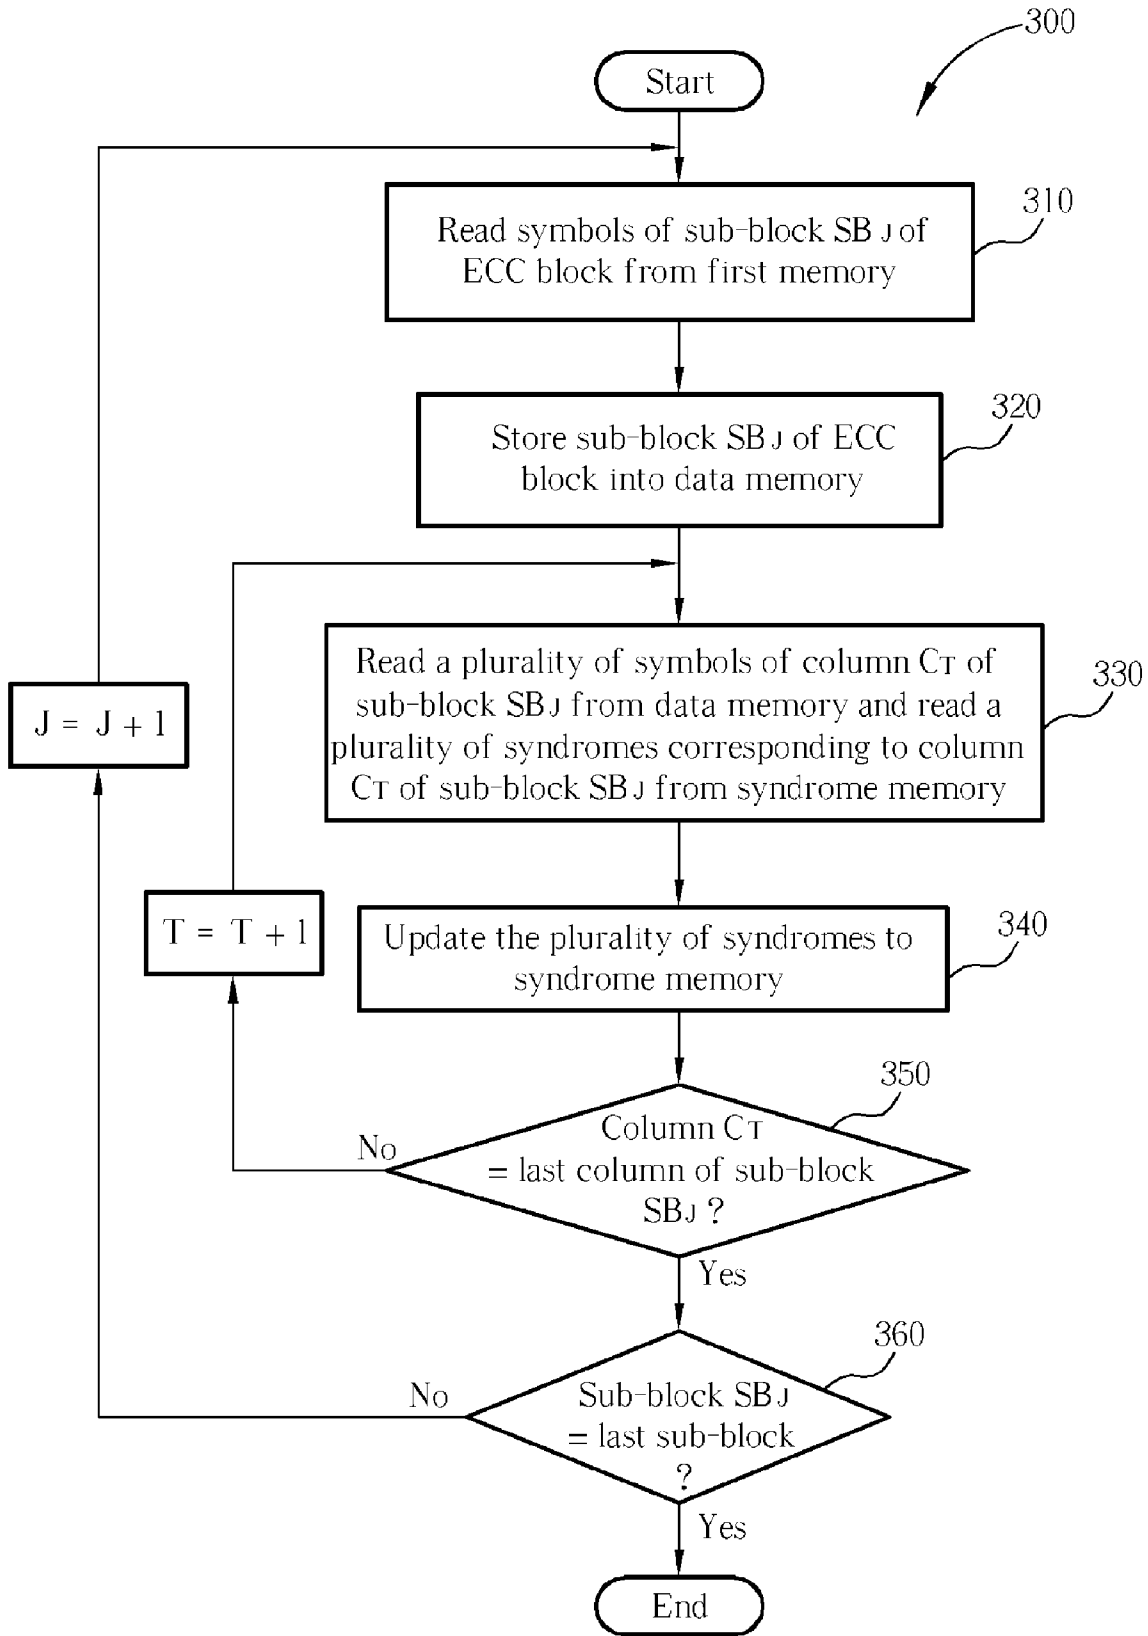 300
Start
310
Read symbols of sub-block SBJ of
ECC block from first memory
320
Store sub-block SBJ of ECC
block into data memory
330
Read a plurality of symbols of column CT of
sub-block SBJ from data memory and read a
plurality of syndromes corresponding to column
CT of sub-block SBJ from syndrome memory
J = J + 1
T = T + 1
340
Update the plurality of syndromes to
syndrome memory
350
Column CT
= last column of sub-block
SBJ ?
No
Yes
360
Sub-block SBJ
= last sub-block
?
No
Yes
End